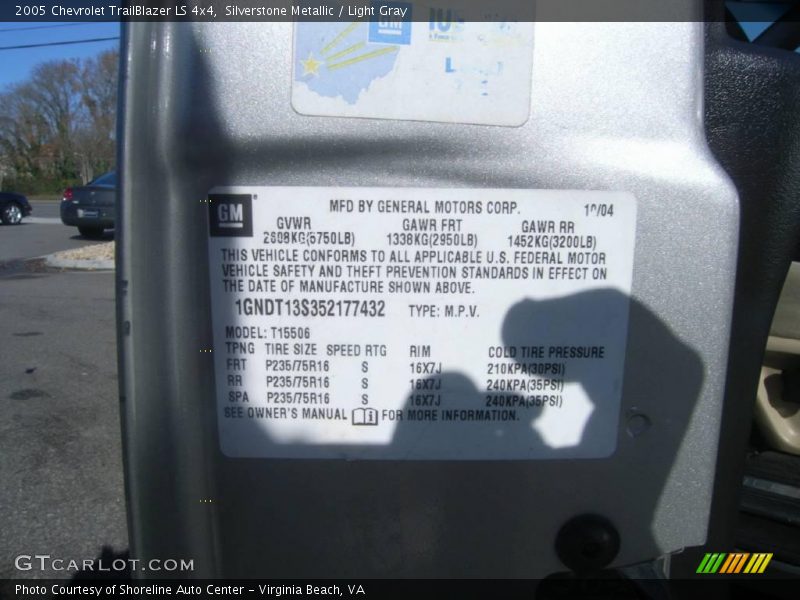 2005 Chevrolet TrailBlazer LS 4x4, Silverstone Metallic / Light Gray
GM
GM
MFD BY GENERAL MOTORS CORP. 10/04
GVWR GAWR FRT GAWR RR
2608KG(5750LB) 1338KG(2950LB) 1452KG(3200LB)
THIS VEHICLE CONFORMS TO ALL APPLICABLE U.S. FEDERAL MOTOR
VEHICLE SAFETY AND THEFT PREVENTION STANDARDS IN EFFECT ON
THE DATE OF MANUFACTURE SHOWN ABOVE.
1GNDT13S352177432 TYPE: M.P.V.
MODEL: T15506
TPNG TIRE SIZE SPEED RTG RIM COLD TIRE PRESSURE
FRT P235/75R16 S 16X7J 210KPA(30PSI)
RR P235/75R16 S 16X7J 240KPA(35PSI)
SPA P235/75R16 S 16X7J 240KPA(35PSI)
SEE OWNER'S MANUAL FOR MORE INFORMATION.
GTCARLOT.COM
Photo Courtesy of Shoreline Auto Center - Virginia Beach, VA